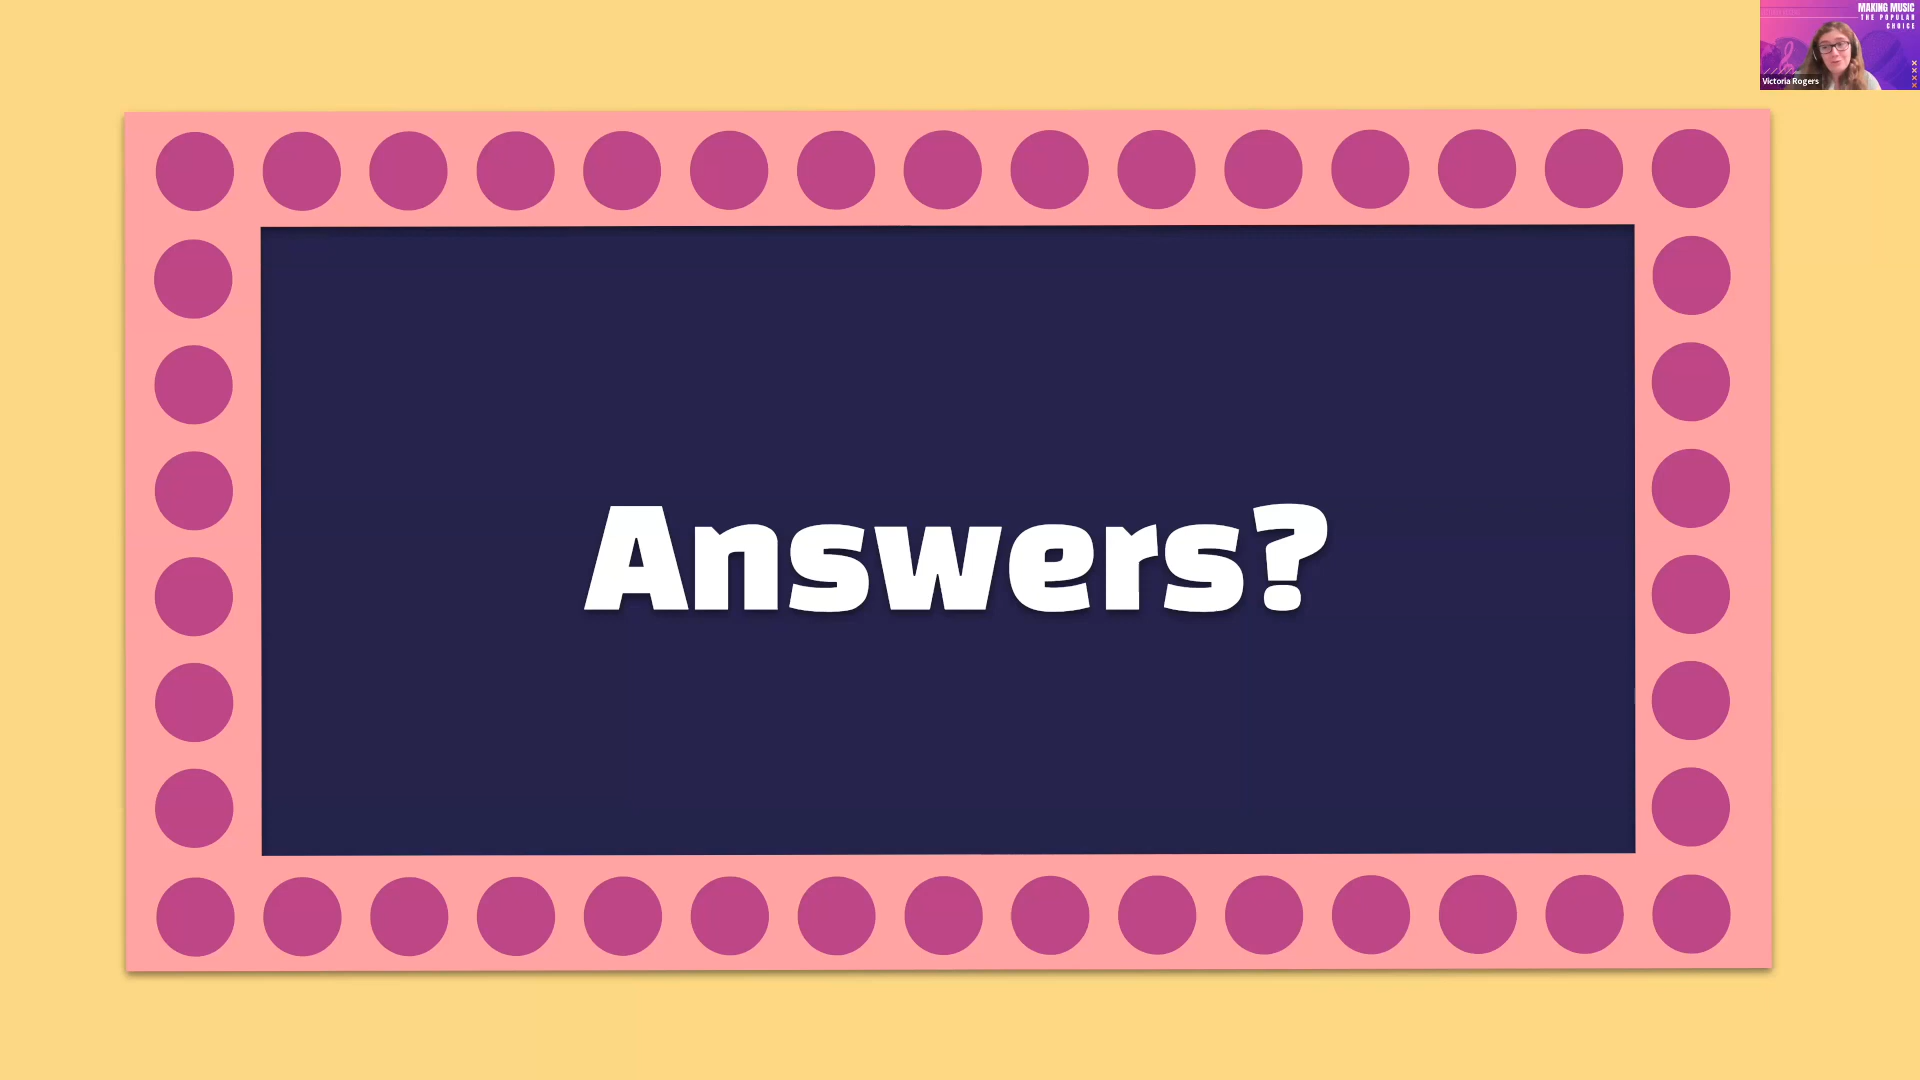 MAKING MUSIC
THE POPULAR
CHOICE
Victoria Rogers
Answers?